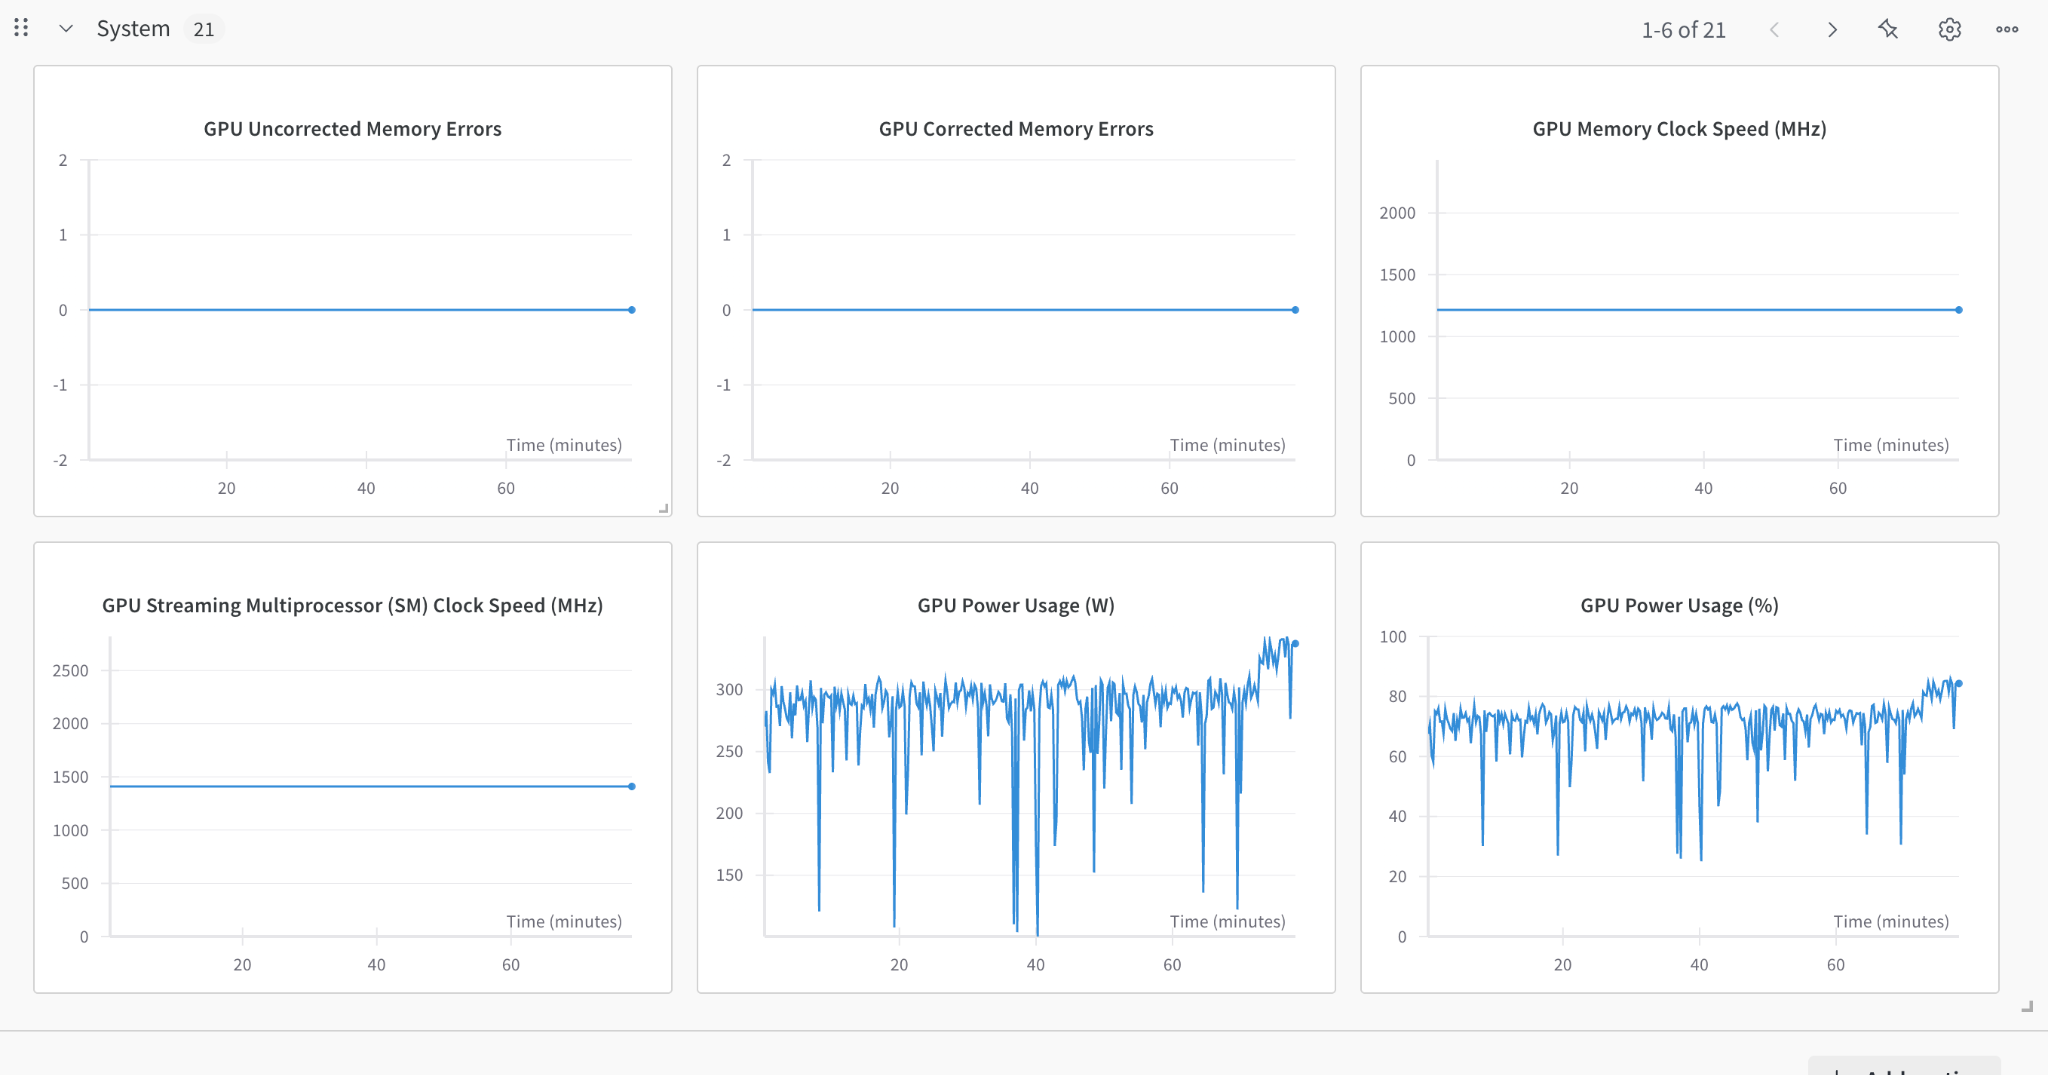 System 21
1-6 of 21
GPU Uncorrected Memory Errors
2
1
0
-1
-2
Time (minutes)
20 40 60
GPU Corrected Memory Errors
2
1
0
-1
-2
Time (minutes)
20 40 60
GPU Memory Clock Speed (MHz)
2000
1500
1000
500
0
Time (minutes)
20 40 60
GPU Streaming Multiprocessor (SM) Clock Speed (MHz)
2500
2000
1500
1000
500
0
Time (minutes)
20 40 60
GPU Power Usage (W)
300
250
200
150
Time (minutes)
20 40 60
GPU Power Usage (%)
100
80
60
40
20
0
Time (minutes)
20 40 60